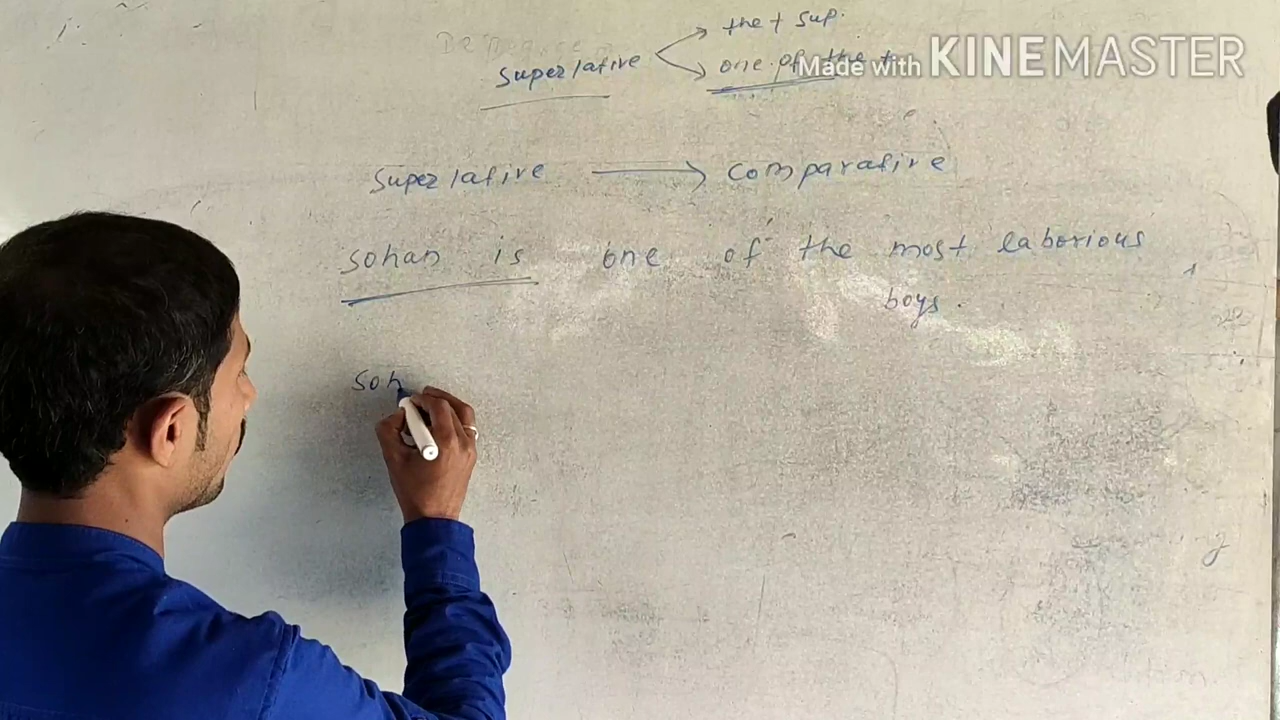 the + sup.
superlative
one of the +
Made with KINEMASTER
superlative → comparative
sohan is one of the most laborious
boys.
soh